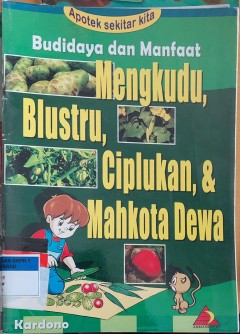 Apotek sekitar kita
Budidaya dan Manfaat
Mengkudu,
Blustru,
Ciplukan, &
Mahkota Dewa
Kardono